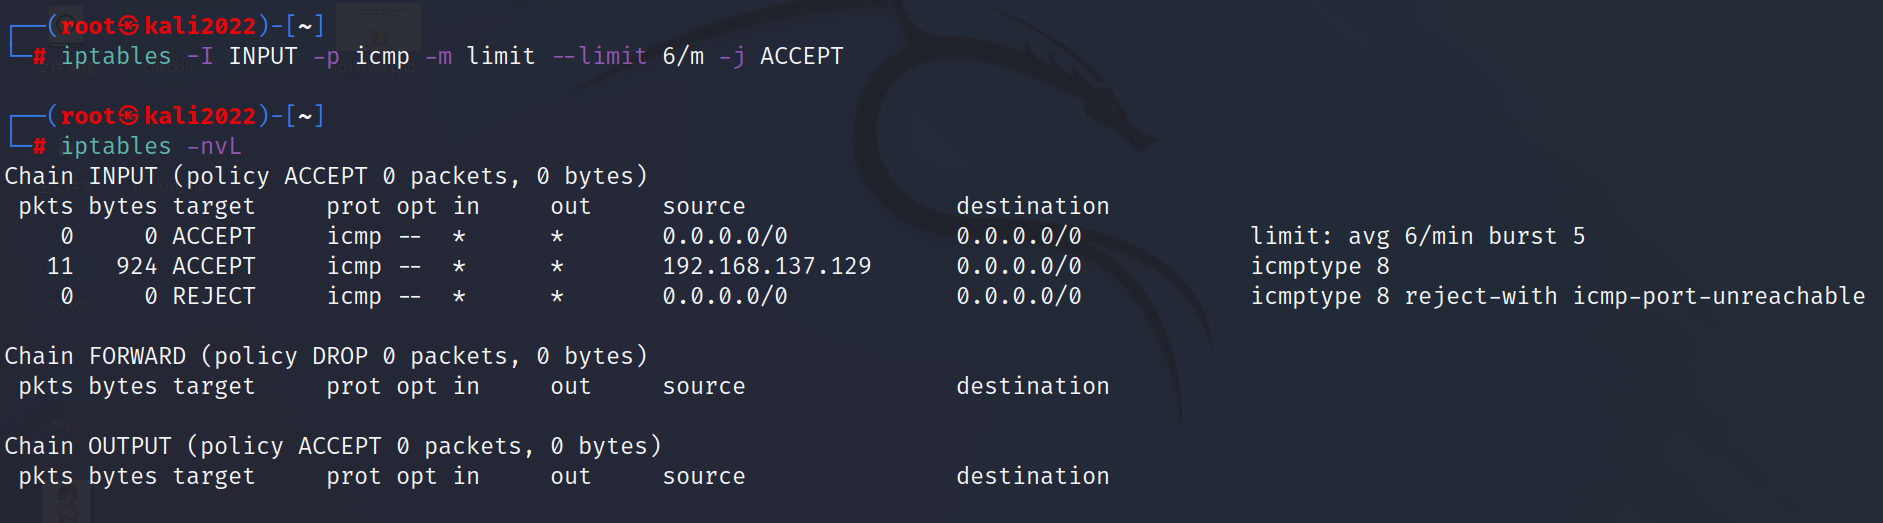 ┌──(root㉿kali2022)-[~]
└─# iptables -I INPUT -p icmp -m limit --limit 6/m -j ACCEPT
┌──(root㉿kali2022)-[~]
└─# iptables -nvL
Chain INPUT (policy ACCEPT 0 packets, 0 bytes)
 pkts bytes target     prot opt in     out     source               destination
    0     0 ACCEPT     icmp --  *      *       0.0.0.0/0            0.0.0.0/0            limit: avg 6/min burst 5
   11   924 ACCEPT     icmp --  *      *       192.168.137.129      0.0.0.0/0            icmptype 8
    0     0 REJECT     icmp --  *      *       0.0.0.0/0            0.0.0.0/0            icmptype 8 reject-with icmp-port-unreachable
Chain FORWARD (policy DROP 0 packets, 0 bytes)
 pkts bytes target     prot opt in     out     source               destination
Chain OUTPUT (policy ACCEPT 0 packets, 0 bytes)
 pkts bytes target     prot opt in     out     source               destination